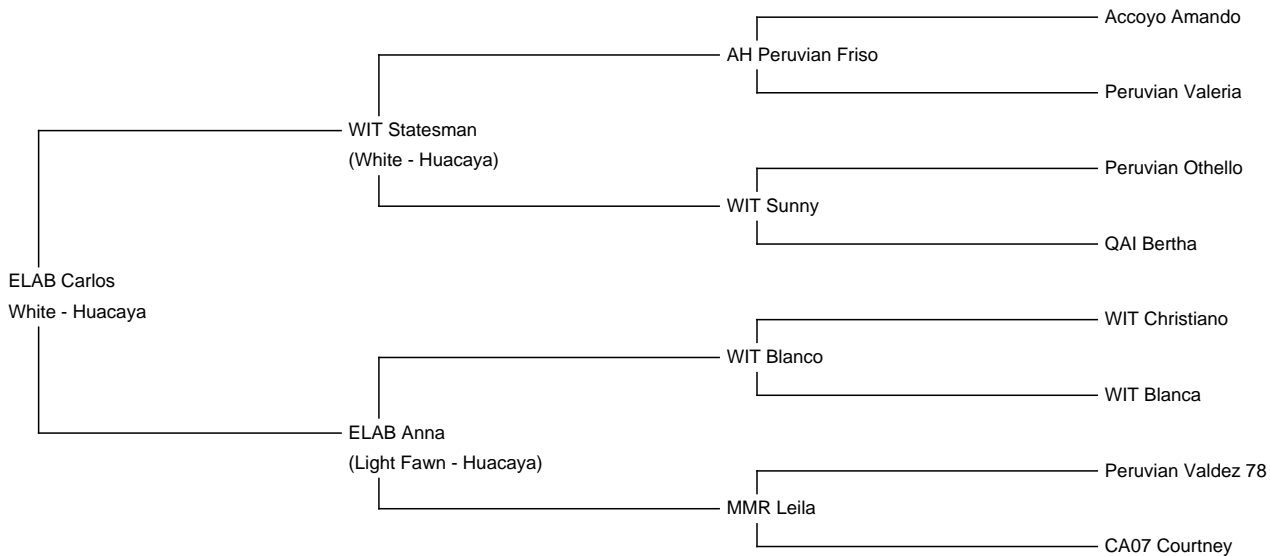 Accoyo Amando
AH Peruvian Friso
Peruvian Valeria
WIT Statesman
(White - Huacaya)
Peruvian Othello
WIT Sunny
QAI Bertha
ELAB Carlos
White - Huacaya
WIT Christiano
WIT Blanco
WIT Blanca
ELAB Anna
(Light Fawn - Huacaya)
Peruvian Valdez 78
MMR Leila
CA07 Courtney